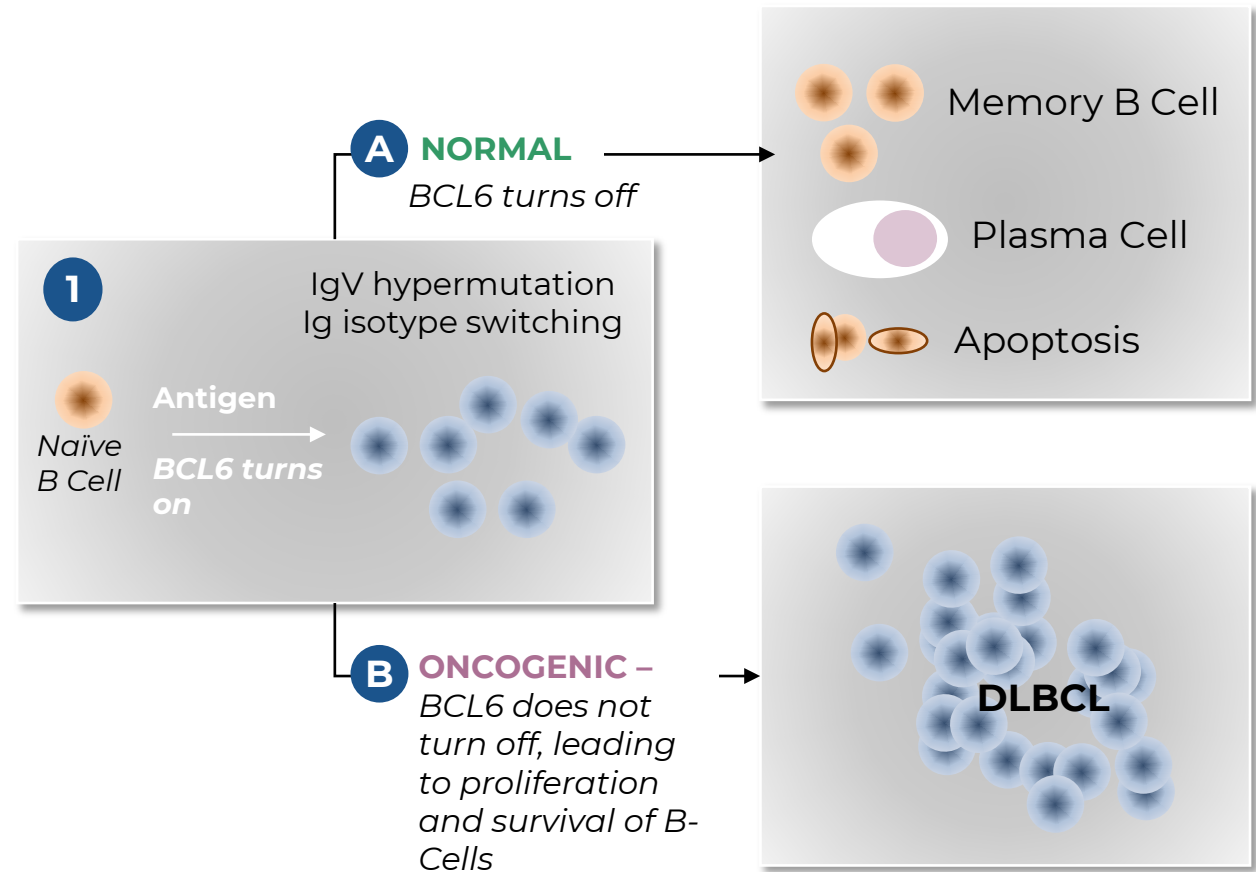 1
IgV hypermutation
Ig isotype switching
Naïve
B Cell
Antigen
BCL6 turns
on
A
NORMAL
BCL6 turns off
Memory B Cell
Plasma Cell
Apoptosis
B
ONCOGENIC –
BCL6 does not
turn off, leading
to proliferation
and survival of B-
Cells
DLBCL